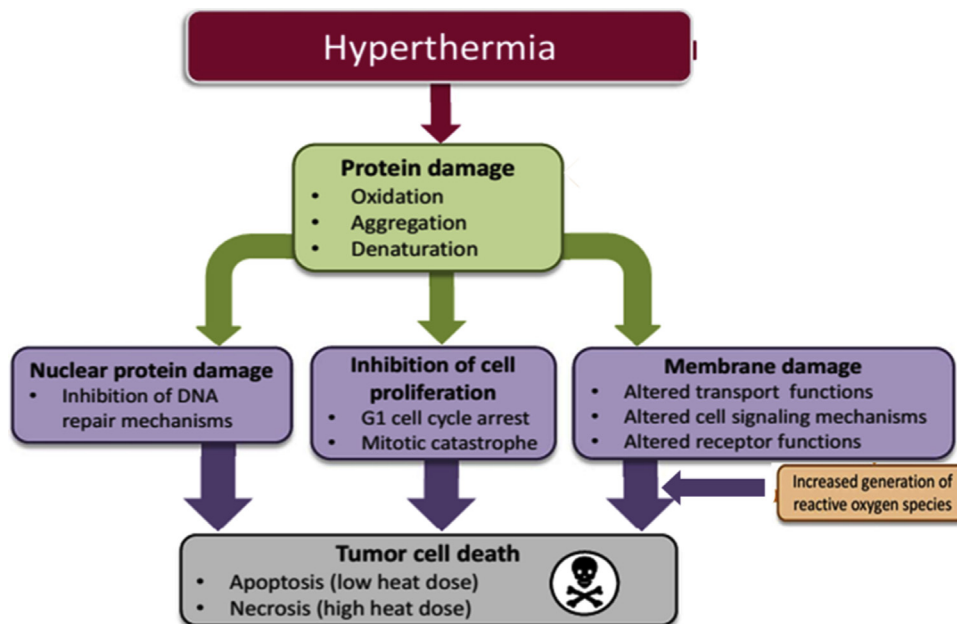 Hyperthermia
Protein damage
• Oxidation
• Aggregation
• Denaturation
Nuclear protein damage
• Inhibition of DNA
repair mechanisms
Inhibition of cell
proliferation
• G1 cell cycle arrest
• Mitotic catastrophe
Membrane damage
• Altered transport functions
• Altered cell signaling mechanisms
• Altered receptor functions
Increased generation of
reactive oxygen species
Tumor cell death
• Apoptosis (low heat dose)
• Necrosis (high heat dose)